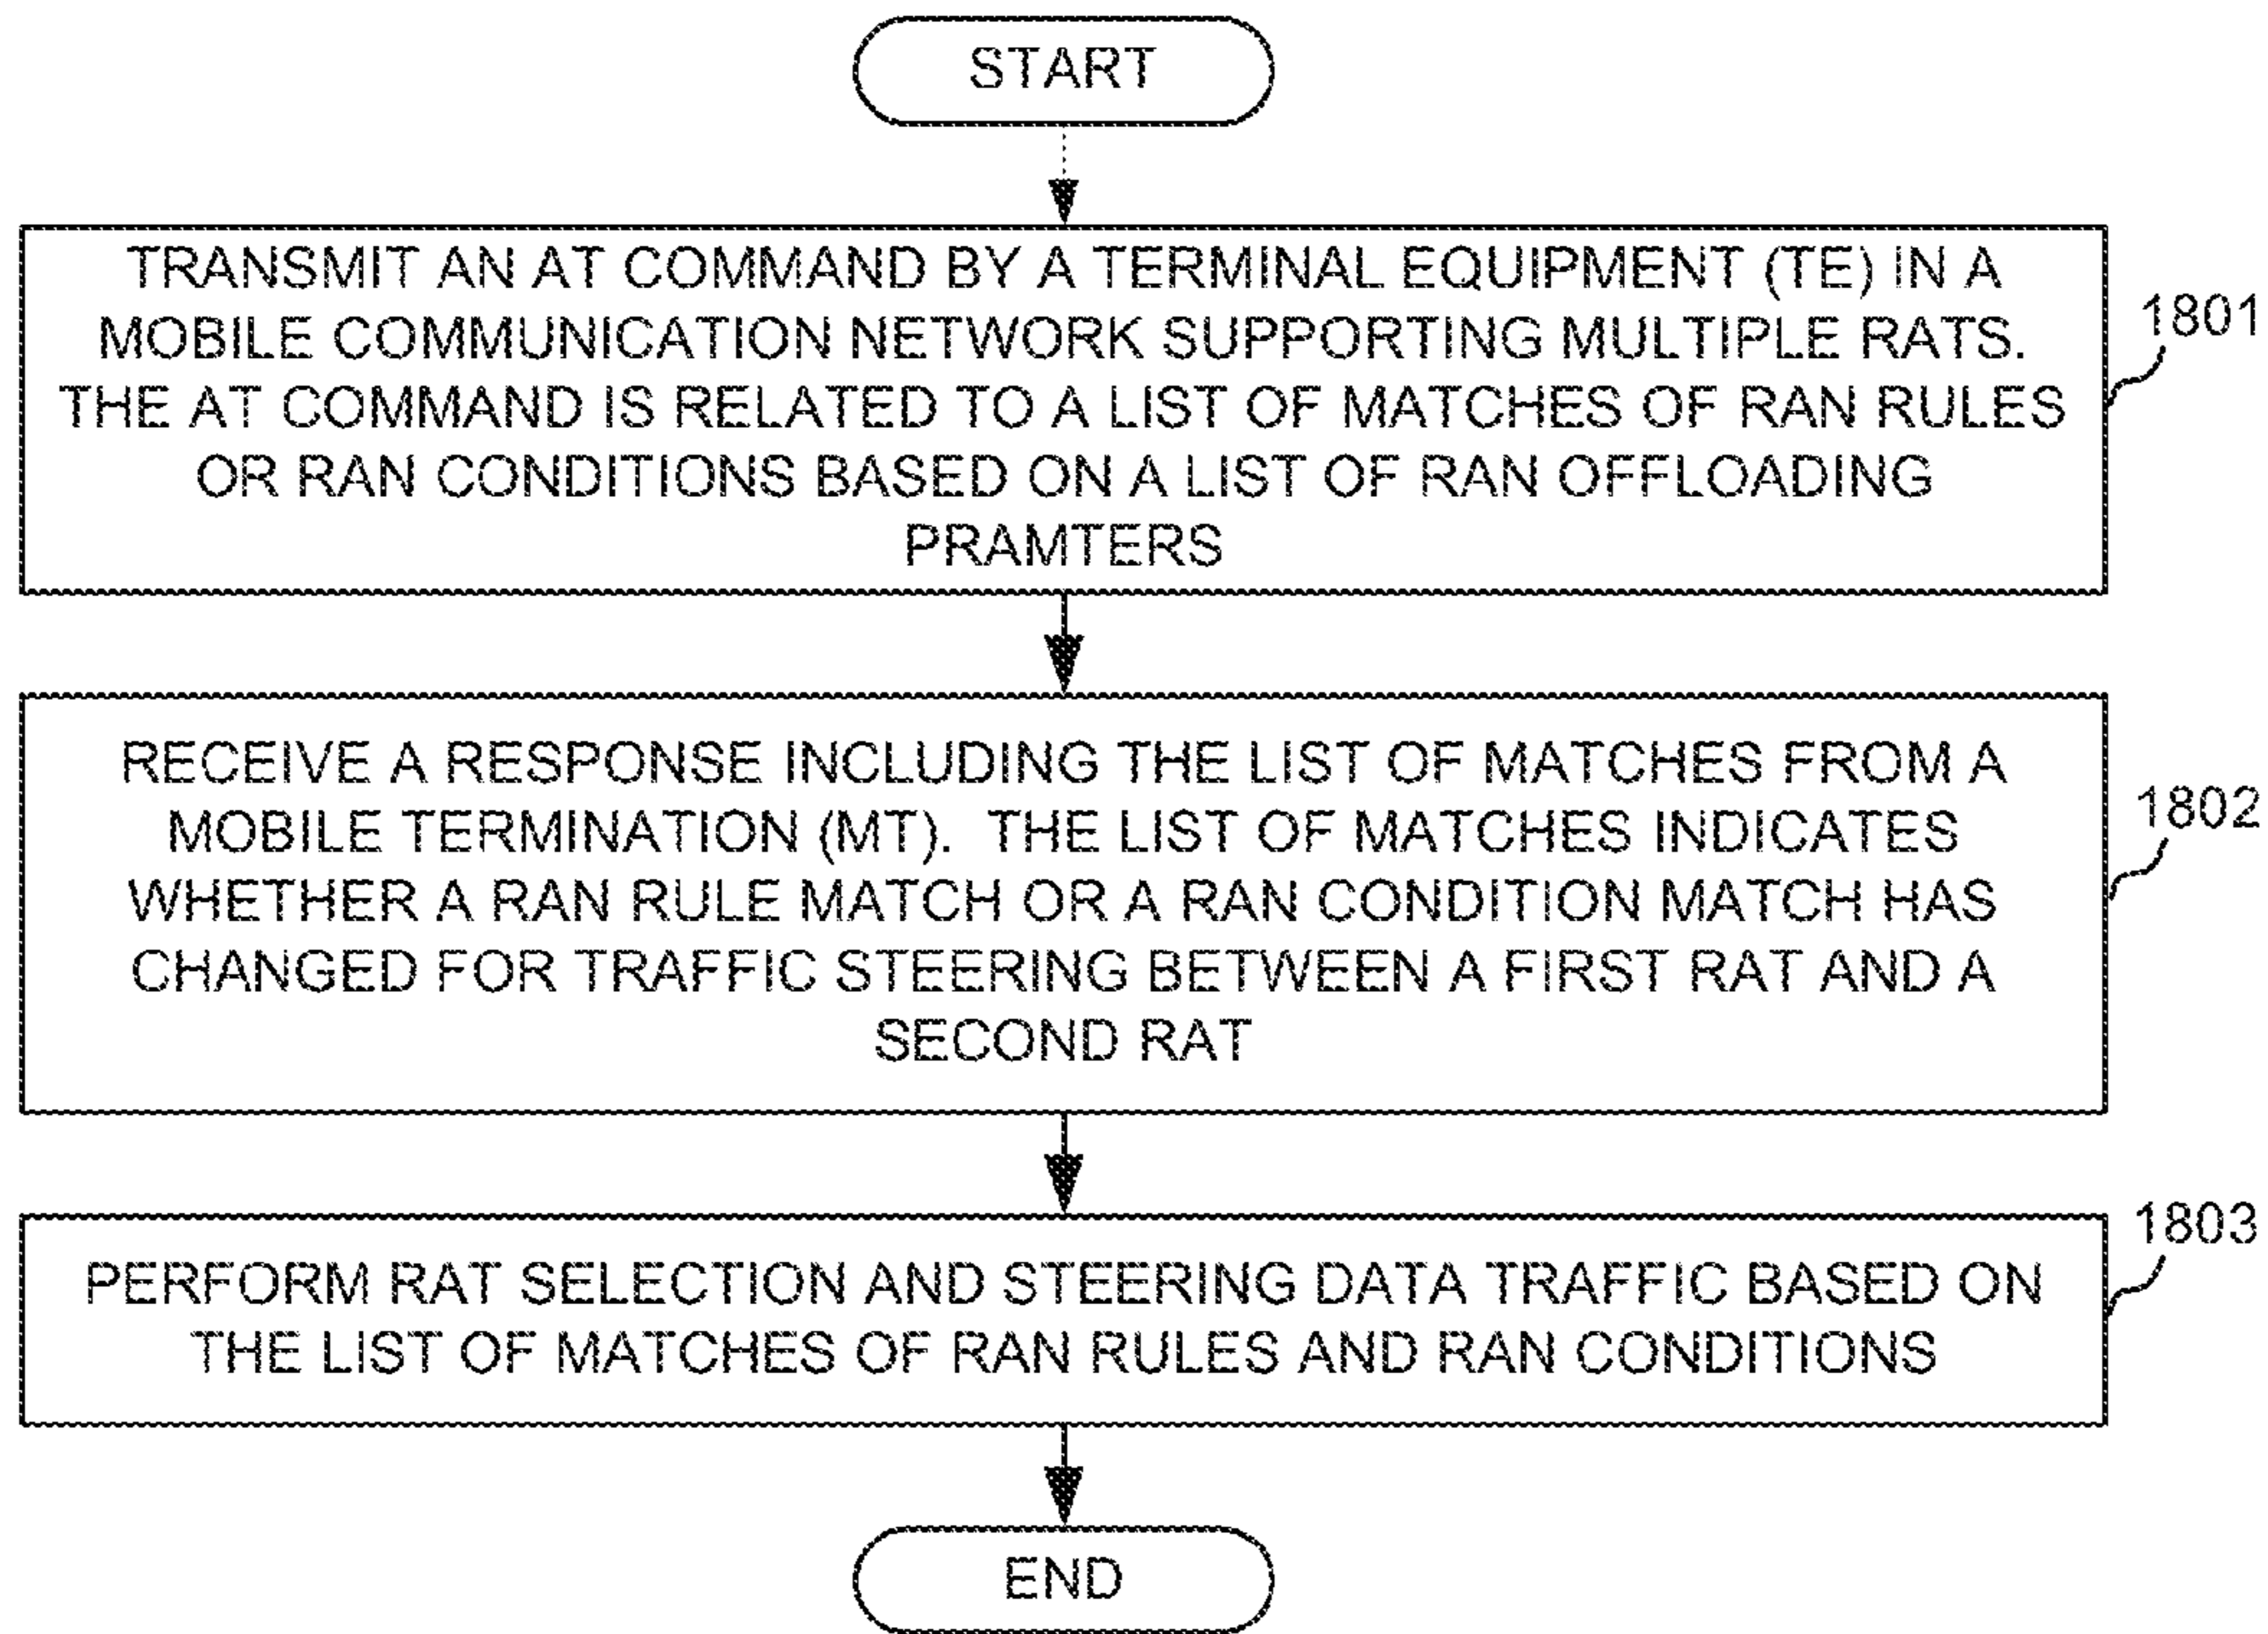 START
TRANSMIT AN AT COMMAND BY A TERMINAL EQUIPMENT (TE) IN A
MOBILE COMMUNICATION NETWORK SUPPORTING MULTIPLE RATS.
THE AT COMMAND IS RELATED TO A LIST OF MATCHES OF RAN RULES
OR RAN CONDITIONS BASED ON A LIST OF RAN OFFLOADING
PRAMTERS
1801
RECEIVE A RESPONSE INCLUDING THE LIST OF MATCHES FROM A
MOBILE TERMINATION (MT). THE LIST OF MATCHES INDICATES
WHETHER A RAN RULE MATCH OR A RAN CONDITION MATCH HAS
CHANGED FOR TRAFFIC STEERING BETWEEN A FIRST RAT AND A
SECOND RAT
1802
PERFORM RAT SELECTION AND STEERING DATA TRAFFIC BASED ON
THE LIST OF MATCHES OF RAN RULES AND RAN CONDITIONS
1803
END